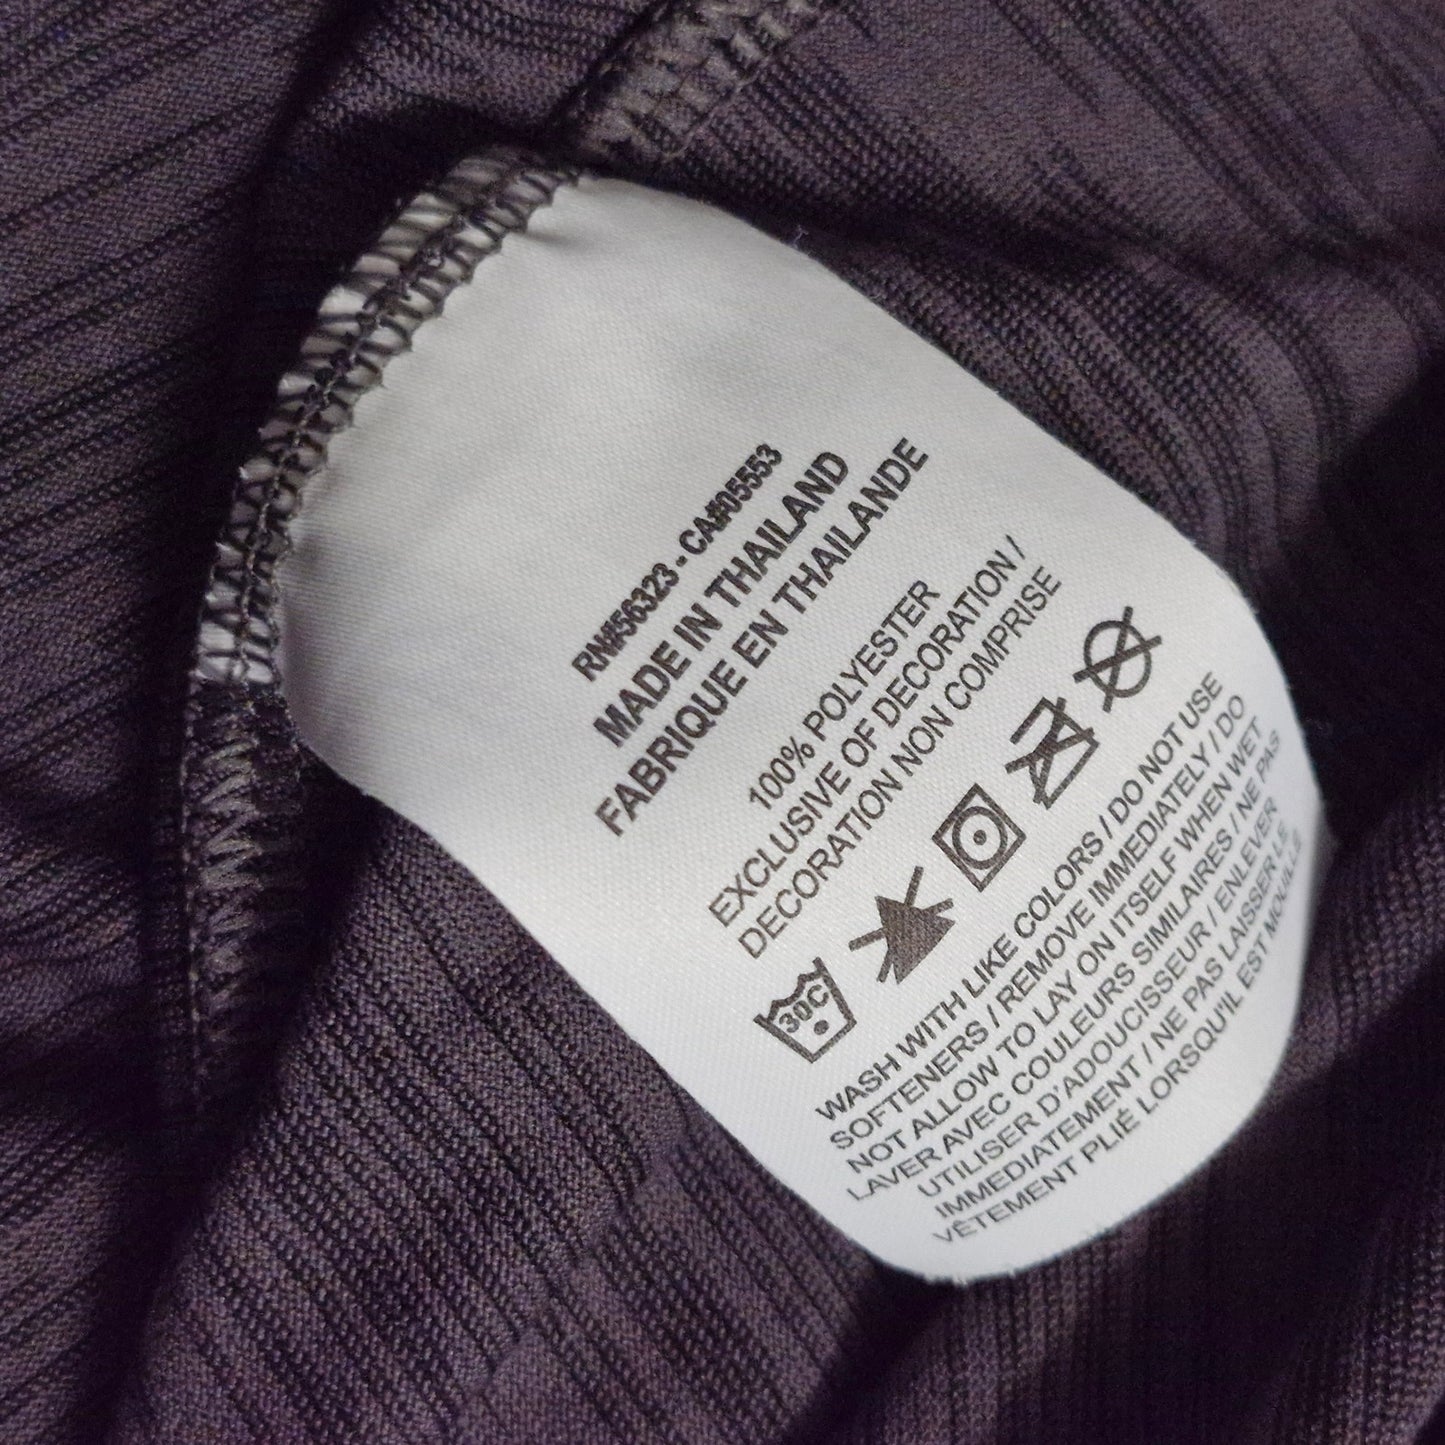 RN#56323 - CA#05553
MADE IN THAILAND
FABRIQUE EN THAILANDE
100% POLYESTER
EXCLUSIVE OF DECORATION /
DECORATION NON COMPRISE
30C
WASH WITH LIKE COLORS / DO NOT USE
SOFTENERS / REMOVE IMMEDIATELY / DO
NOT ALLOW TO LAY ON ITSELF WHEN WET
LAVER AVEC COULEURS SIMILAIRES / NE PAS
UTILISER D'ADOUCISSEUR / ENLEVER
IMMEDIATEMENT / NE PAS LAISSER LE
VÊTEMENT PLIÉ LORSQU'IL EST MOUILLÉ